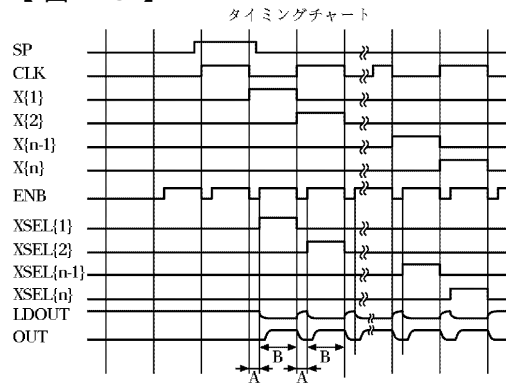 タイミングチャート
SP
CLK
X{1}
X{2}
X{n-1}
X{n}
ENB
XSEL{1}
XSEL{2}
XSEL{n-1}
XSEL{n}
LDOUT
OUT
B B
A A